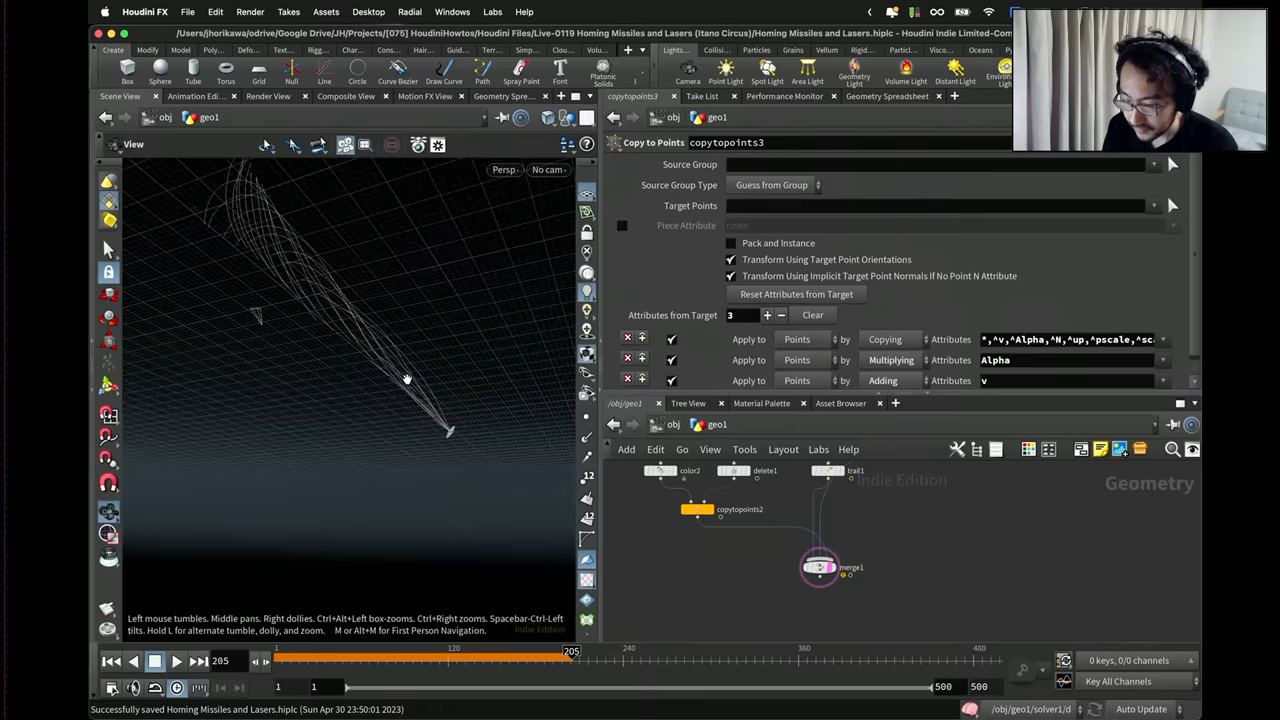 Houdini FX File Edit Render Takes Assets Desktop Radial Windows Labs Help
/Users/jhorikawa/odrive/Google Drive/JH/Projects/[075] HoudiniHowtos/Houdini Files/Live-0119 Homing Missiles and Lasers (Itano Circus)/Homing Missiles and Lasers.hiplc - Houdini Indie Limited-Com
Create Modify Model Poly... Defor... Text... Rigg... Char... Cons... Hair... Guid... Terr... Simp... Clou... Volu...
Lights... Collisi... Particles Grains Vellum Rigid... Particl... Viscou... Oceans
Box Sphere Tube Torus Grid Null Line Circle Curve Bezier Draw Curve Path Spray Paint Font Platonic Solids
Camera Point Light Spot Light Area Light Geometry Light Volume Light Distant Light
Scene View Animation Edi... Render View Composite View Motion FX View Geometry Spre...
copytopoints3 Take List Performance Monitor Geometry Spreadsheet
obj geo1
obj geo1
View
Copy to Points copytopoints3
Persp No cam
Source Group
Source Group Type Guess from Group
Target Points
Piece Attribute name
Pack and Instance
Transform Using Target Point Orientations
Transform Using Implicit Target Point Normals If No Point N Attribute
Reset Attributes from Target
Attributes from Target 3 Clear
Apply to Points by Copying Attributes *,^v,^Alpha,^N,^up,^pscale,^sc
Apply to Points by Multiplying Attributes Alpha
Apply to Points by Adding Attributes v
/obj/geo1 Tree View Material Palette Asset Browser
obj geo1
Add Edit Go View Tools Layout Labs Help
color2 delete1 trail1
Indie Edition
Geometry
copytopoints2
merge1
12
12
Left mouse tumbles. Middle pans. Right dollies. Ctrl+Alt+Left box-zooms. Ctrl+Right zooms. Spacebar-Ctrl-Left
tilts. Hold L for alternate tumble, dolly, and zoom. M or Alt+M for First Person Navigation.
Indie Edition
205 1 120 205 240 360 480
0 keys, 0/0 channels
1 1 500 500 Key All Channels
Successfully saved Homing Missiles and Lasers.hiplc (Sun Apr 30 23:50:01 2023)
/obj/geo1/solver1/d Auto Update